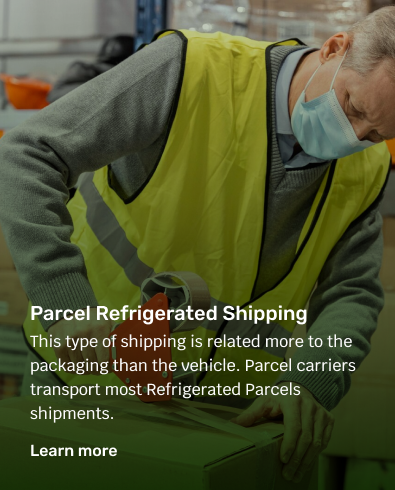 Parcel Refrigerated Shipping
This type of shipping is related more to the
packaging than the vehicle. Parcel carriers
transport most Refrigerated Parcels
shipments.
Learn more